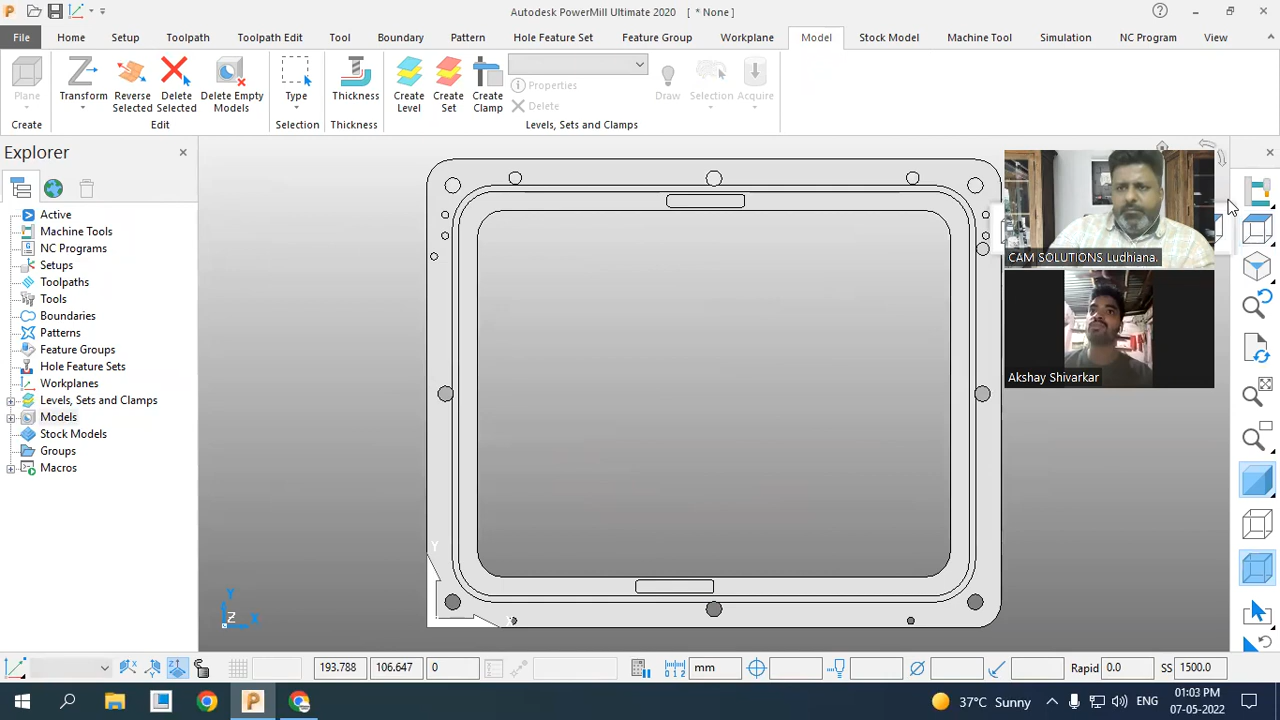 Autodesk PowerMill Ultimate 2020 [ * None ]
File Home Setup Toolpath Toolpath Edit Tool Boundary Pattern Hole Feature Set Feature Group Workplane Model Stock Model Machine Tool Simulation NC Program View
Plane Transform Reverse Selected Delete Selected Delete Empty Models Type Thickness Create Level Create Set Create Clamp Properties Delete Draw Selection Acquire
Create Edit Selection Thickness Levels, Sets and Clamps
Explorer
Active
Machine Tools
NC Programs
Setups
Toolpaths
Tools
Boundaries
Patterns
Feature Groups
Hole Feature Sets
Workplanes
Levels, Sets and Clamps
Models
Stock Models
Groups
Macros
CAM SOLUTIONS Ludhiana.
Akshay Shivarkar
Y
X
Y
Z X
193.788 106.647 0 mm Rapid 0.0 SS 1500.0
37°C Sunny ENG 01:03 PM
07-05-2022